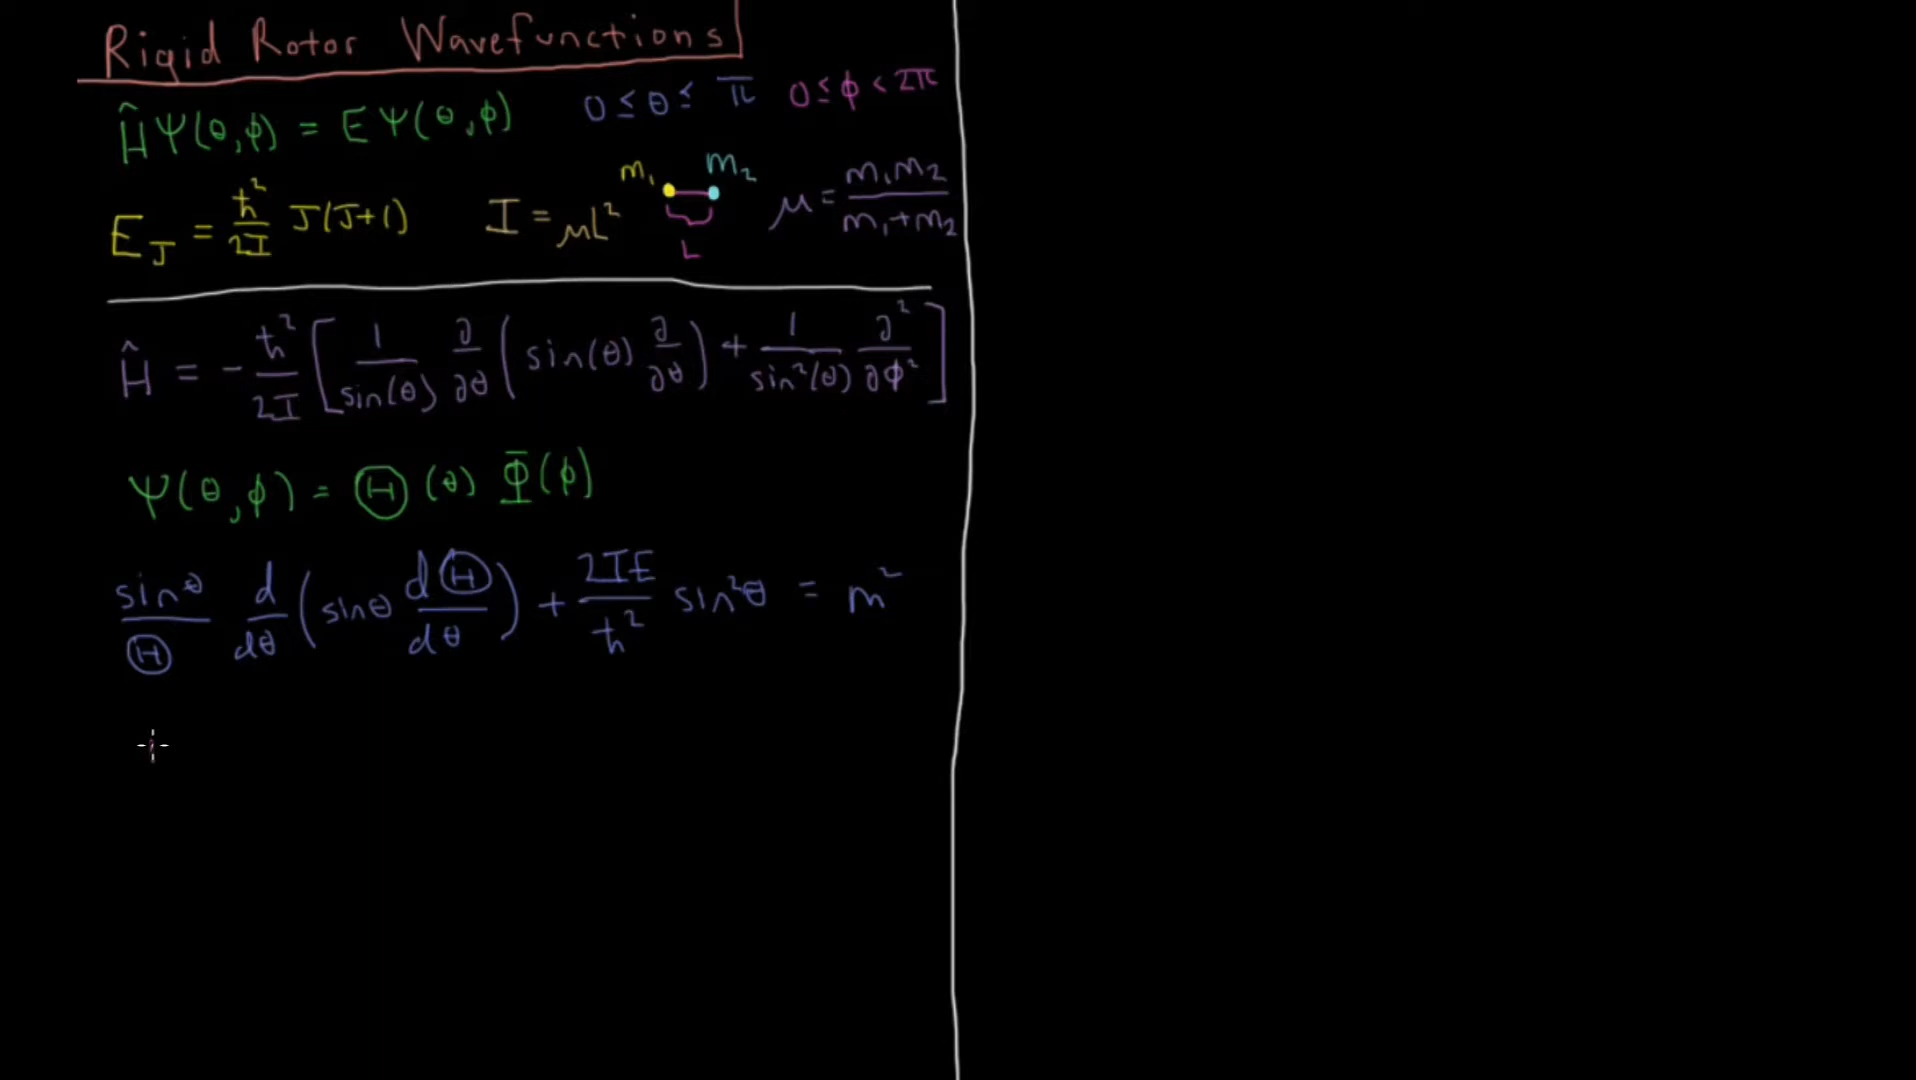 Rigid Rotor Wavefunctions
ĤΨ(θ,φ) = EΨ(θ,φ) 0 ≤ θ ≤ π 0 ≤ φ < 2π
E_J = ħ²/2I J(J+1) I = μL² m₁ m₂ L μ = m₁m₂/(m₁+m₂)
Ĥ = -ħ²/2I [1/sin(θ) ∂/∂θ (sin(θ) ∂/∂θ) + 1/sin²(θ) ∂²/∂φ²]
Ψ(θ,φ) = Θ(θ) Φ(φ)
sinθ/Θ d/dθ (sinθ dΘ/dθ) + 2IE/ħ² sin²θ = m²